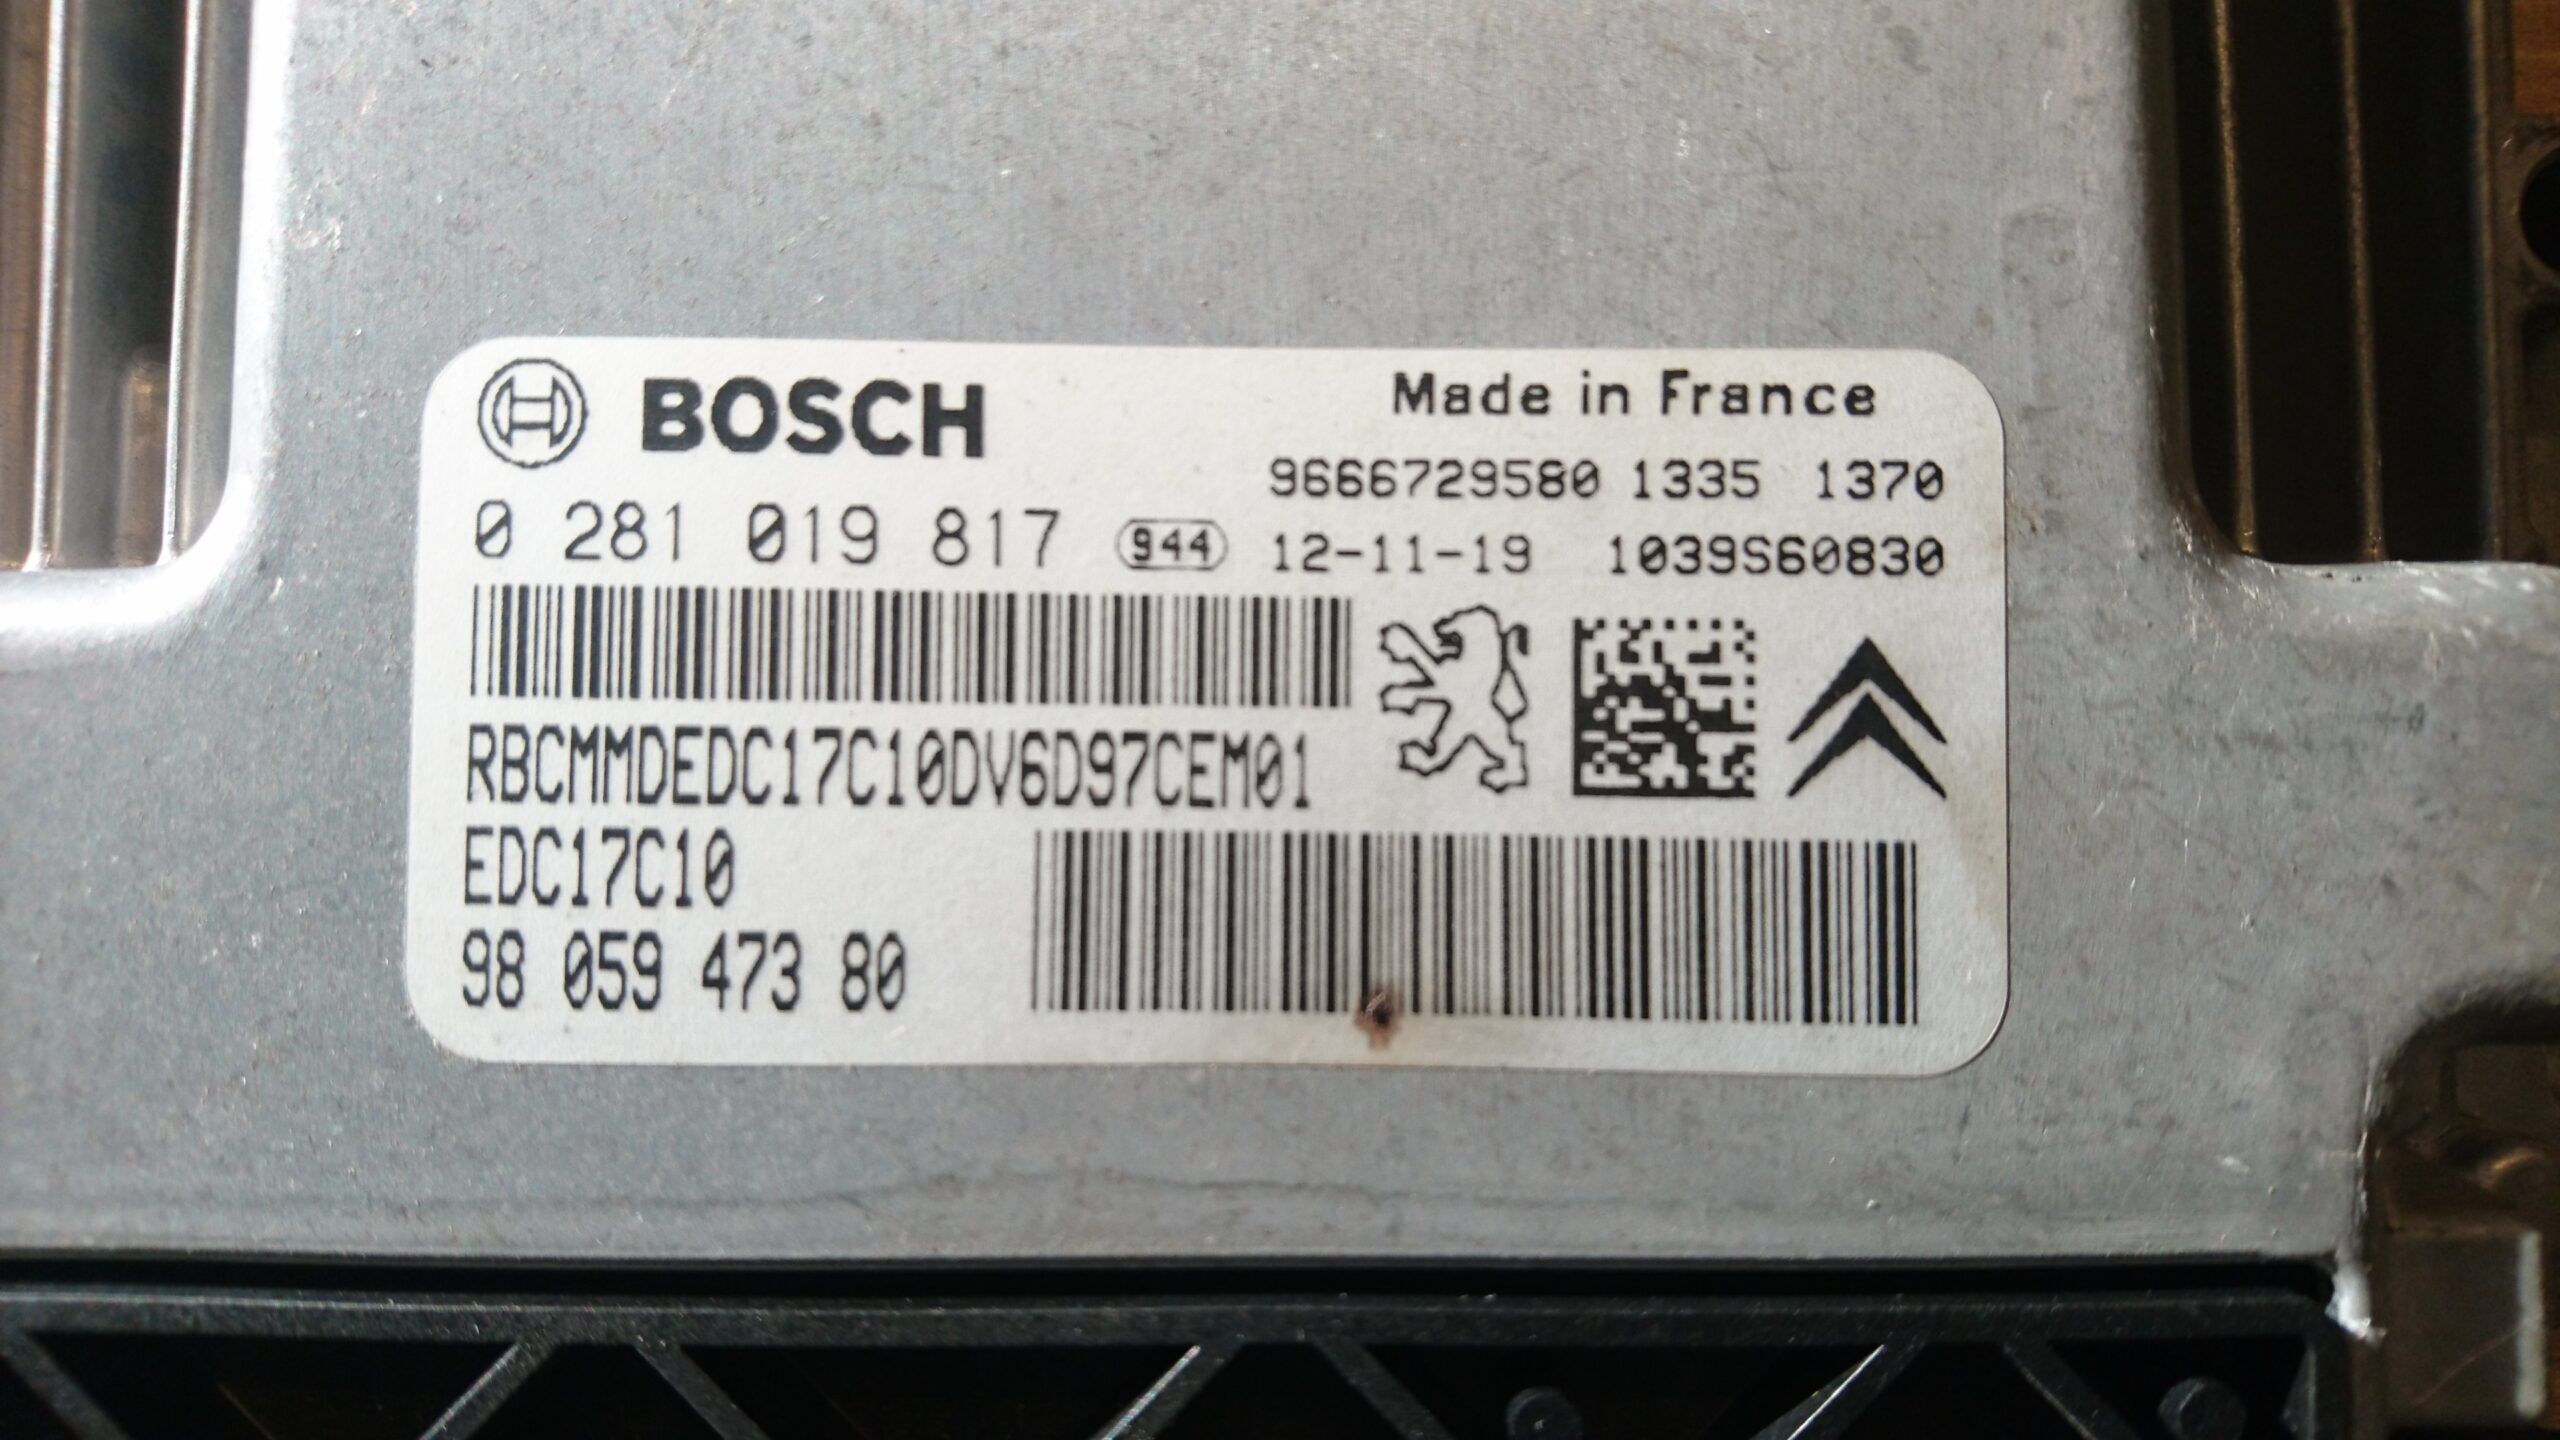 BOSCH
Made in France
9666729580 1335 1370
0 281 019 817 944 12-11-19 1039S60830
RBCMMDEDC17C10DV6D97CEM01
EDC17C10
98 059 473 80